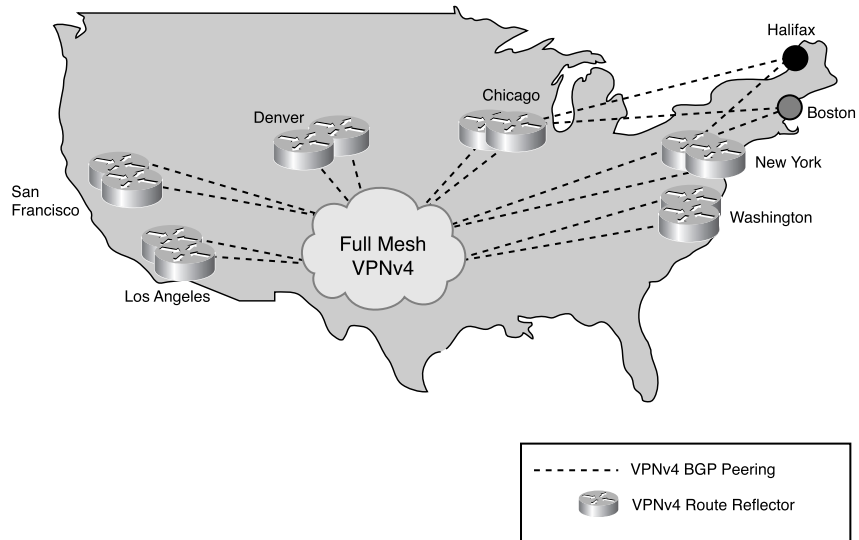 Halifax
Chicago
Boston
Denver
New York
San
Francisco
Washington
Full Mesh
VPNv4
Los Angeles
VPNv4 BGP Peering
VPNv4 Route Reflector